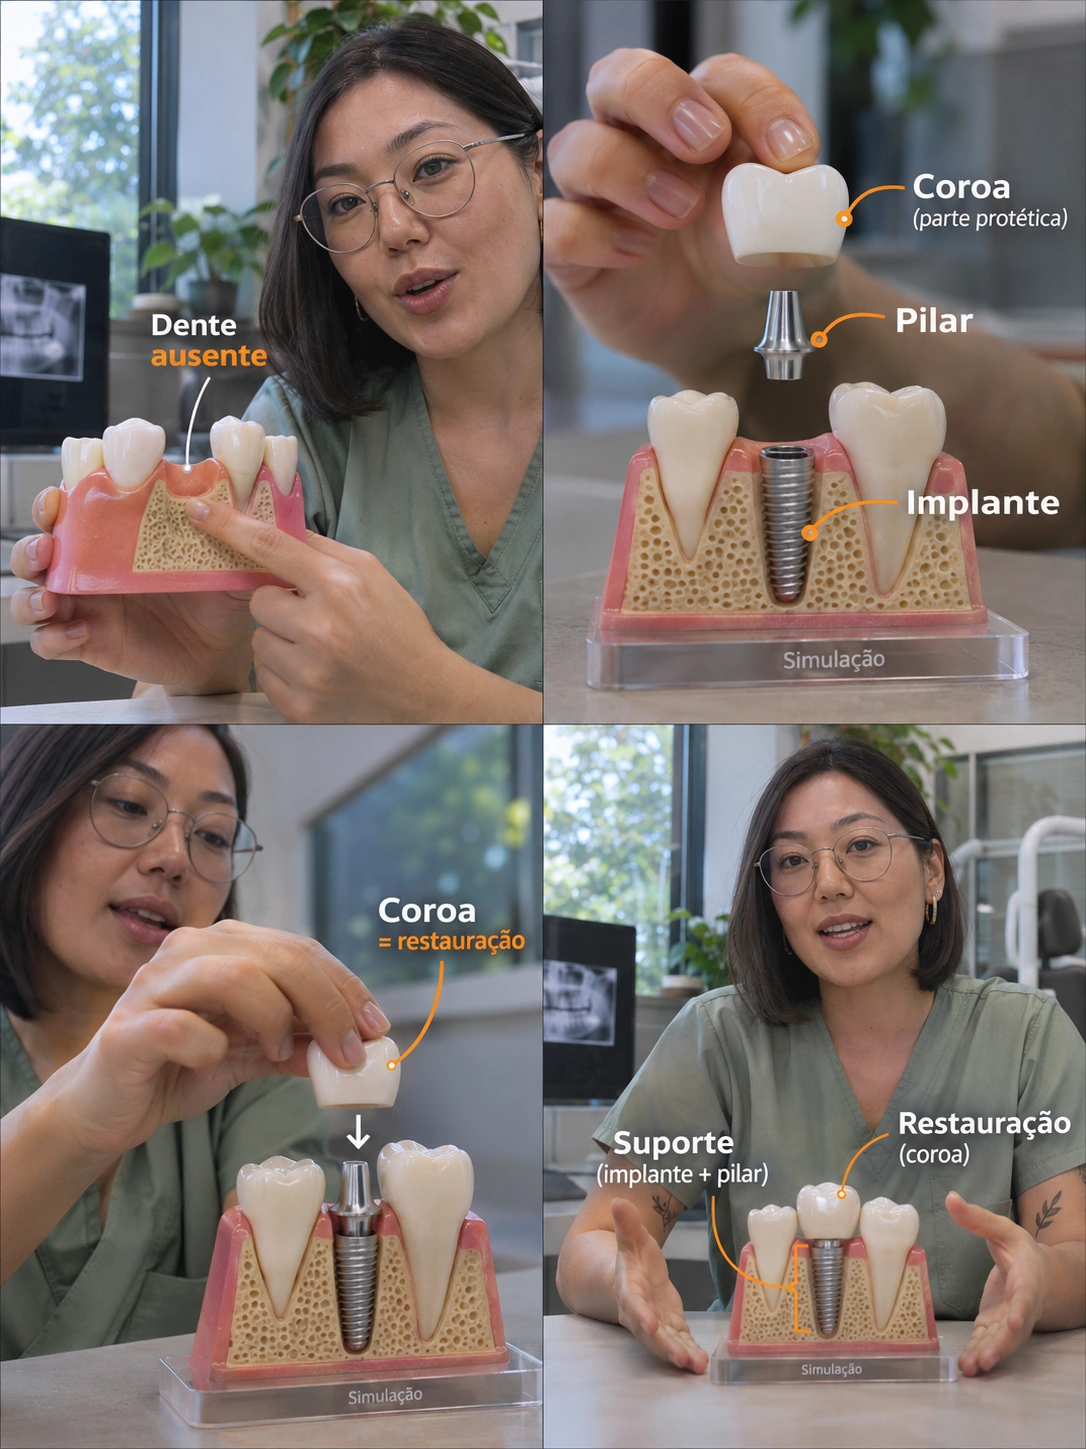 Dente
ausente
Coroa
(parte protética)
Pilar
Implante
Simulação
Coroa
= restauração
Simulação
Suporte
(implante + pilar)
Restauração
(coroa)
Simulação